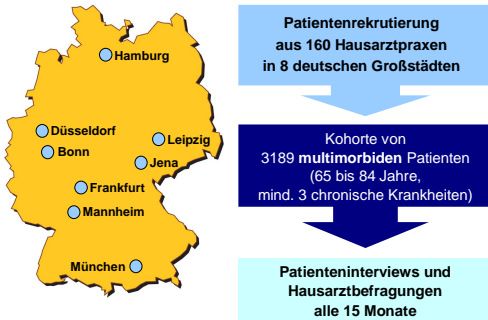 Hamburg
Düsseldorf
Leipzig
Bonn
Jena
Frankfurt
Mannheim
München
Patientenrekrutierung
aus 160 Hausarztpraxen
in 8 deutschen Großstädten
Kohorte von
3189 multimorbiden Patienten
(65 bis 84 Jahre,
mind. 3 chronische Krankheiten)
Patienteninterviews und
Hausarztbefragungen
alle 15 Monate